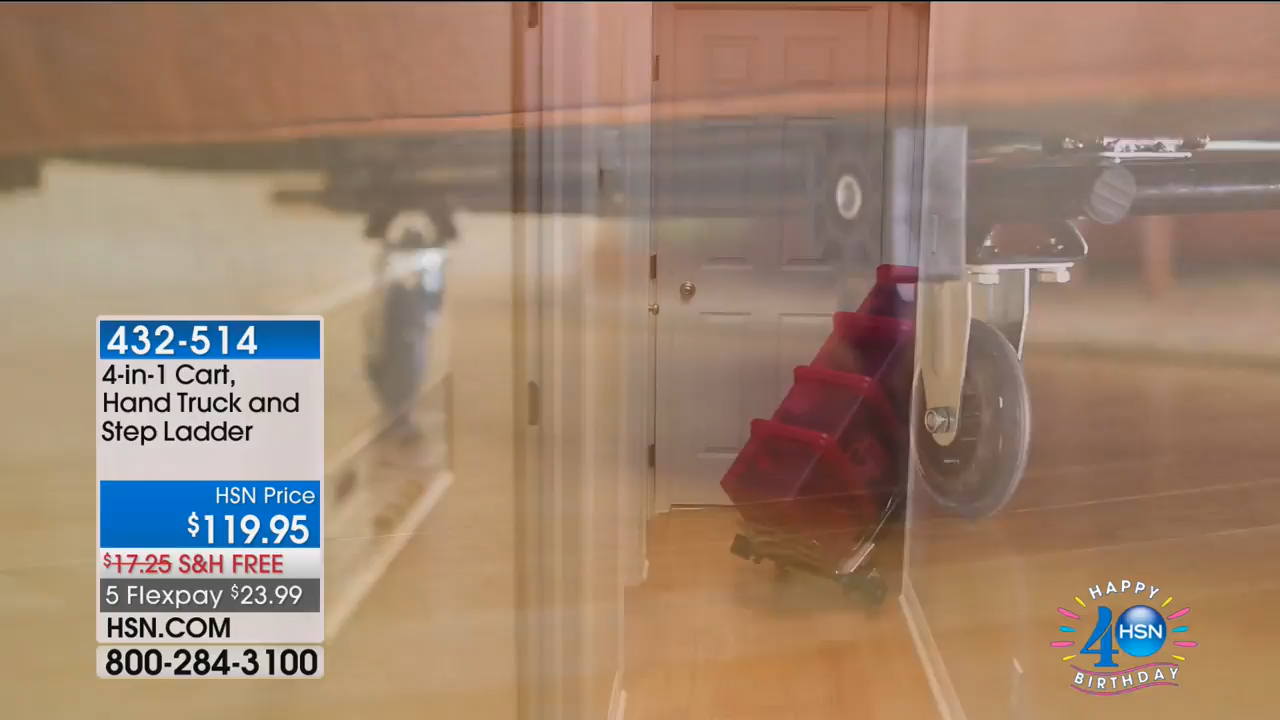 432-514
4-in-1 Cart,
Hand Truck and
Step Ladder
HSN Price
$119.95
$17.25 S&H FREE
5 Flexpay $23.99
HSN.COM
800-284-3100
HAPPY
40 HSN
BIRTHDAY